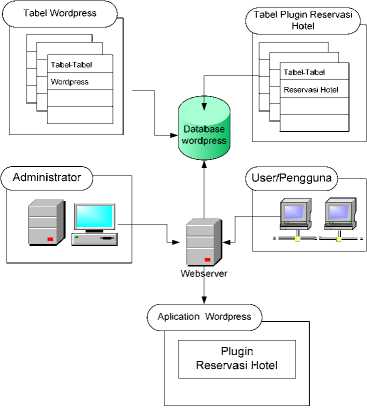 Tabel Wordpress
Tabel Plugin Reservasi
Hotel
Tabel-Tabel
Wordpress
Tabel-Tabel
Reservasi Hotel
Database
wordpress
Administrator
User/Pengguna
Webserver
Aplication Wordpress
Plugin
Reservasi Hotel